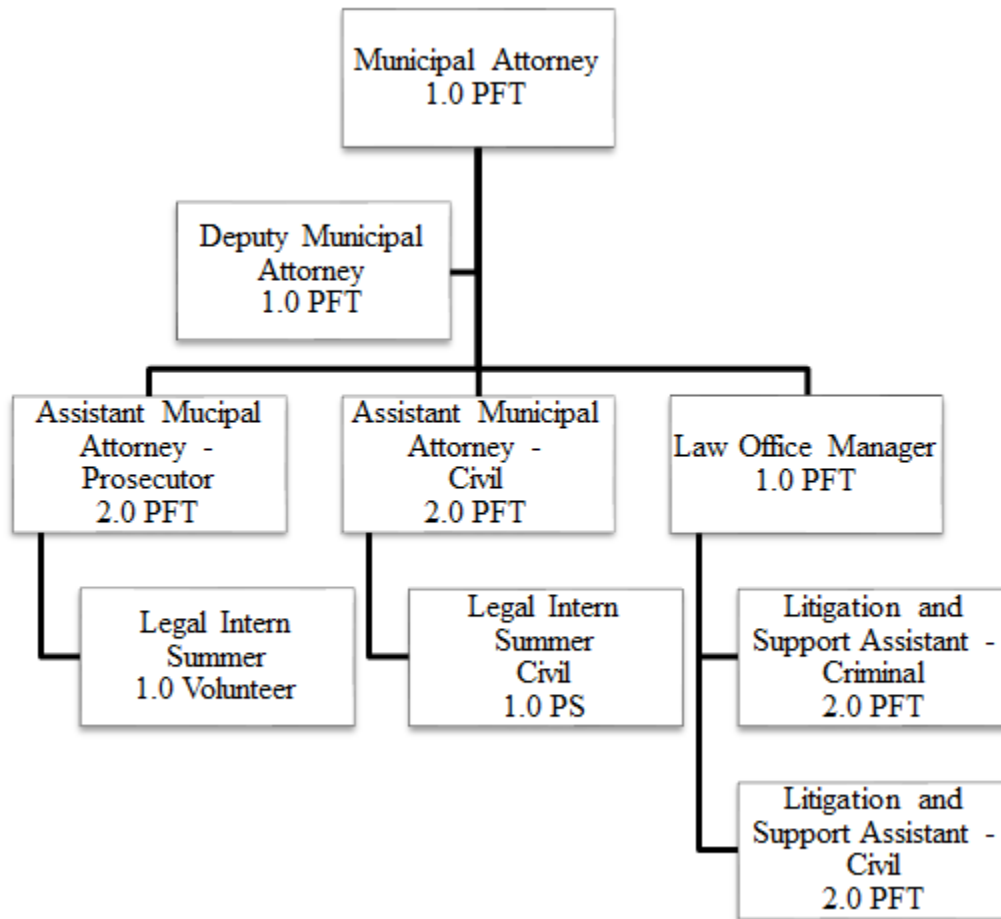 Municipal Attorney
1.0 PFT
Deputy Municipal
Attorney
1.0 PFT
Assistant Mucipal
Attorney -
Prosecutor
2.0 PFT
Assistant Municipal
Attorney -
Civil
2.0 PFT
Law Office Manager
1.0 PFT
Legal Intern
Summer
1.0 Volunteer
Legal Intern
Summer
Civil
1.0 PS
Litigation and
Support Assistant -
Criminal
2.0 PFT
Litigation and
Support Assistant -
Civil
2.0 PFT